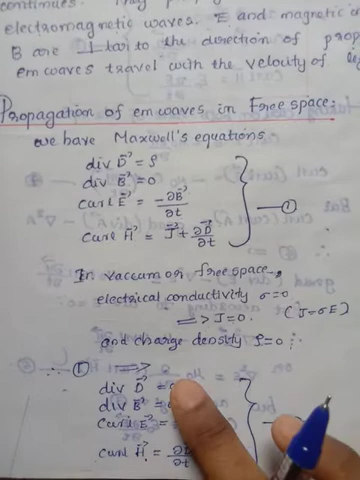 continues. They
electromagnetic waves. E and magnetic
B are ⊥lar to the direction of prop
em waves travel with the velocity of
Propagation of em waves in Free space:
we have Maxwell's equations
div D⃗ = ρ
div B⃗ = 0
Curl E⃗ = -∂B⃗/∂t
Curl H⃗ = J⃗ + ∂D⃗/∂t ①
In vaccum or free space,
electrical conductivity σ=0
=> J=0. (J=σE)
and charge density ρ=0
∴ ① =>
div D⃗ =
div B⃗ =
Curl E⃗ =
curl H⃗ =